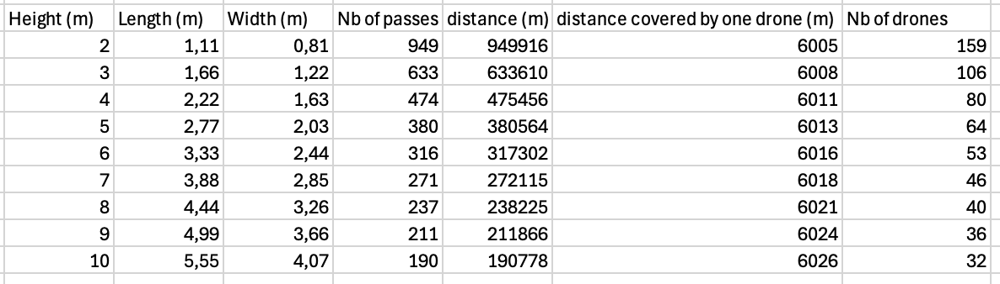 Height (m) Length (m) Width (m) Nb of passes distance (m) distance covered by one drone (m) Nb of drones
2 1,11 0,81 949 949916 6005 159
3 1,66 1,22 633 633610 6008 106
4 2,22 1,63 474 475456 6011 80
5 2,77 2,03 380 380564 6013 64
6 3,33 2,44 316 317302 6016 53
7 3,88 2,85 271 272115 6018 46
8 4,44 3,26 237 238225 6021 40
9 4,99 3,66 211 211866 6024 36
10 5,55 4,07 190 190778 6026 32